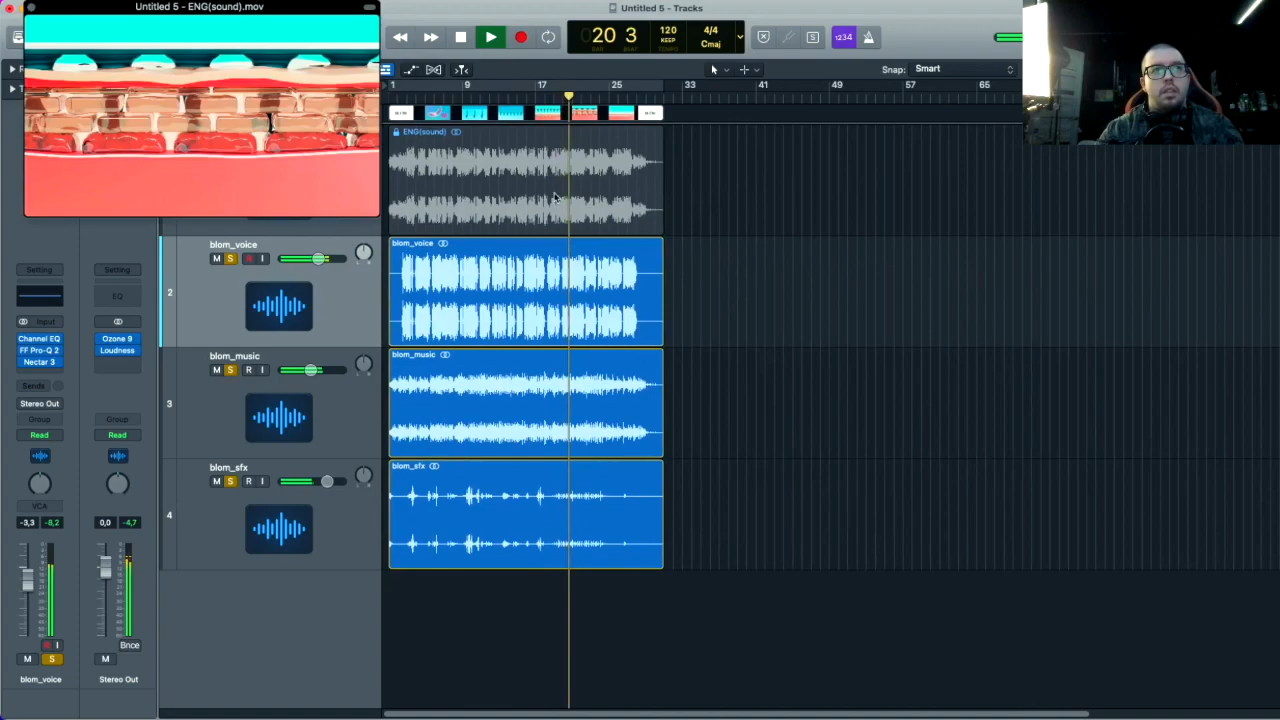 Untitled 5 - ENG(sound).mov
Untitled 5 - Tracks
20 3
BAR BEAT
120
KEEP
TEMPO
4/4
Cmaj
S
1234
Snap: Smart
1 9 17 25 33 41 49 57 65
ENG(sound)
blom_voice
M S R I
blom_voice
2
blom_music
M S R I
blom_music
3
blom_sfx
M S R I
blom_sfx
4
Setting Setting
EQ
Input
Channel EQ Ozone 9
FF Pro-Q 2 Loudness
Nectar 3
Sends
Stereo Out
Group Group
Read Read
VCA
-3,3 -8,2 0,0 -4,7
R I Bnce
M S M
blom_voice Stereo Out